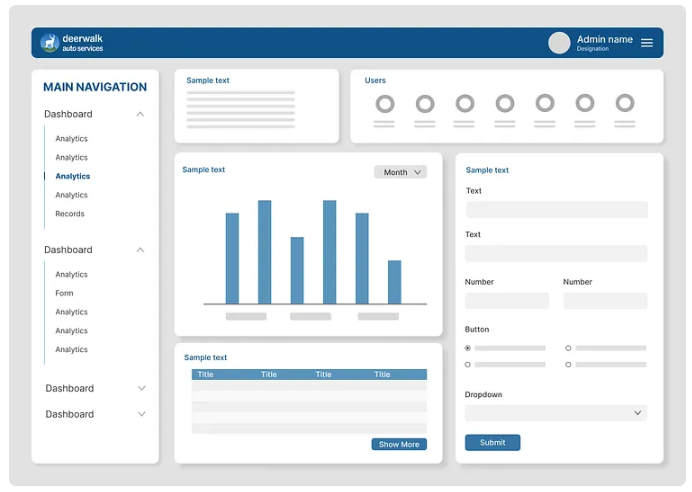 deerwalk
auto services
Admin name
Designation
MAIN NAVIGATION
Dashboard
Analytics
Analytics
Analytics
Analytics
Records
Dashboard
Analytics
Form
Analytics
Analytics
Analytics
Dashboard
Dashboard
Sample text
Users
Sample text
Month
Sample text
Title Title Title Title
Show More
Sample text
Text
Text
Number Number
Button
Dropdown
Submit